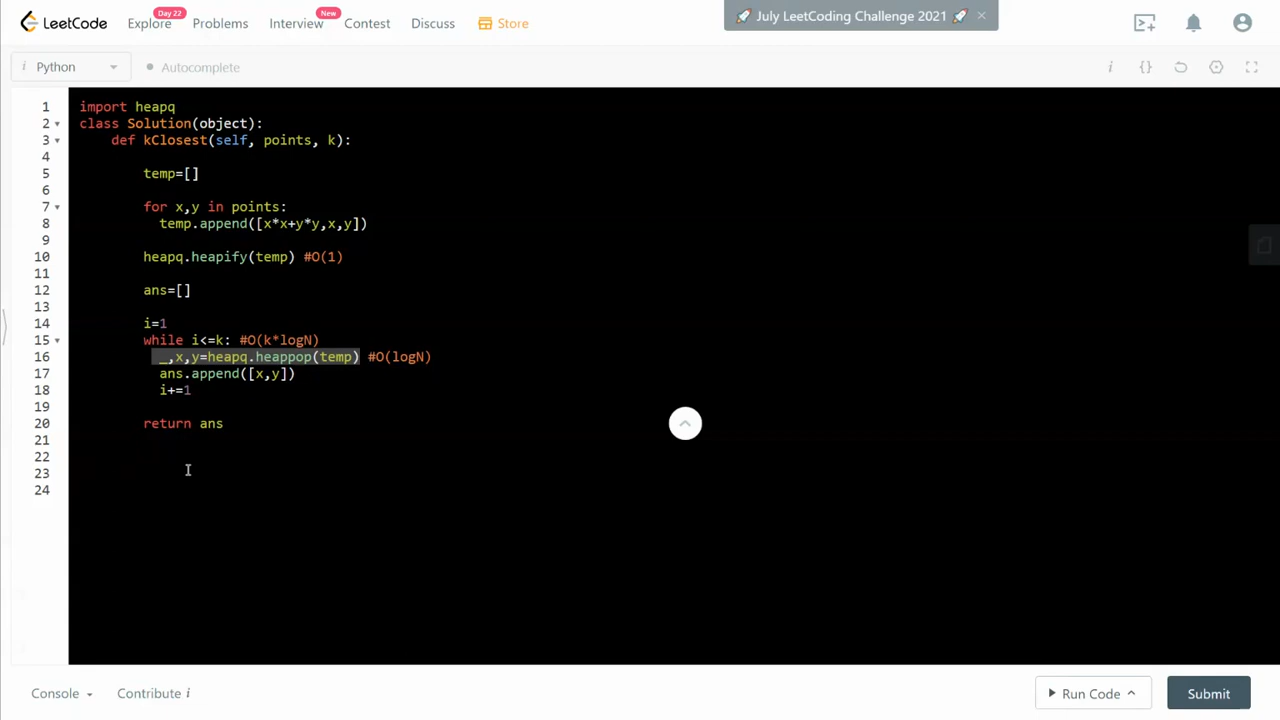 LeetCode
Day 22
Explore
Problems
New
Interview
Contest
Discuss
Store
🚀 July LeetCoding Challenge 2021 🚀 ×
i Python
Autocomplete
1 import heapq
2 class Solution(object):
3 def kClosest(self, points, k):
4
5 temp=[]
6
7 for x,y in points:
8 temp.append([x*x+y*y,x,y])
9
10 heapq.heapify(temp) #O(1)
11
12 ans=[]
13
14 i=1
15 while i<=k: #O(k*logN)
16 _,x,y=heapq.heappop(temp) #O(logN)
17 ans.append([x,y])
18 i+=1
19
20 return ans
21
22
23
24
Console
Contribute i
Run Code
Submit